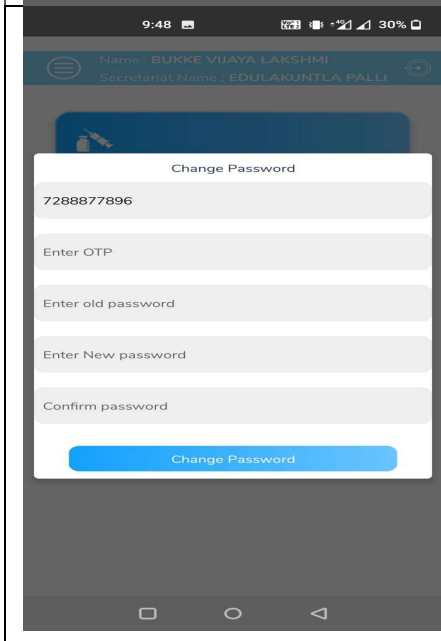 9:48 30%
Name : BUKKE VIJAYA LAKSHMI
Secretariat Name : EDULAKUNTLA PALLI
Change Password
7288877896
Enter OTP
Enter old password
Enter New password
Confirm password
Change Password